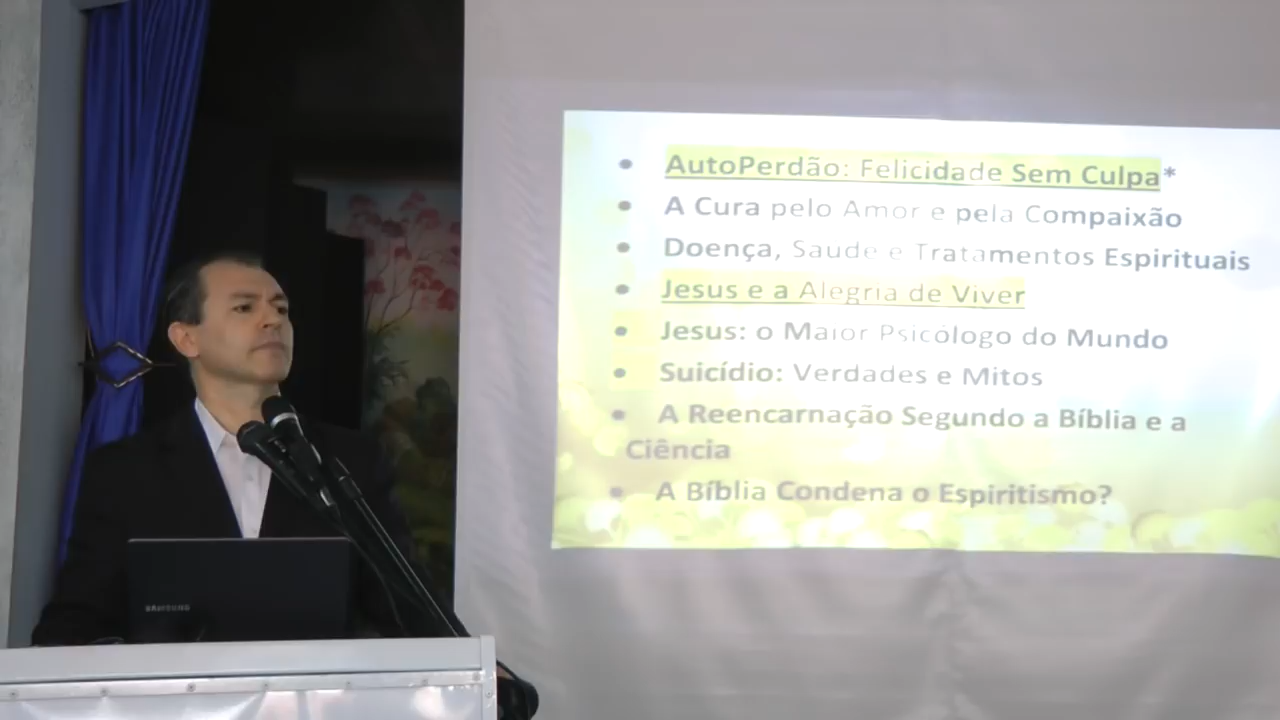 • AutoPerdão: Felicidade Sem Culpa*
• A Cura pelo Amor e pela Compaixão
• Doença, Saude e Tratamentos Espirituais
• Jesus e a Alegria de Viver
• Jesus: o Maior Psicólogo do Mundo
• Suicídio: Verdades e Mitos
• A Reencarnação Segundo a Bíblia e a
Ciência
• A Bíblia Condena o Espiritismo?
SAMSUNG